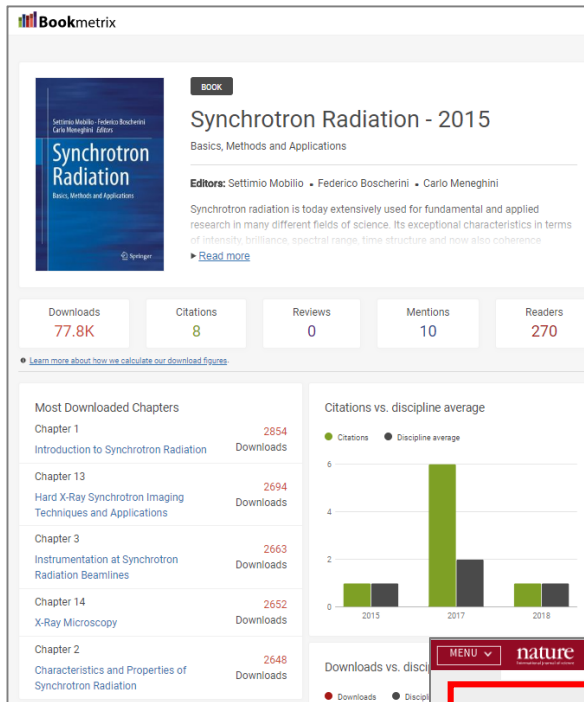 Bookmetrix
Settimio Mobilio · Federico Boscherini
Carlo Meneghini Editors
Synchrotron
Radiation
Basics, Methods and Applications
Springer
BOOK
Synchrotron Radiation - 2015
Basics, Methods and Applications
Editors: Settimio Mobilio • Federico Boscherini • Carlo Meneghini
Synchrotron radiation is today extensively used for fundamental and applied
research in many different fields of science. Its exceptional characteristics in terms
of intensity, brilliance, spectral range, time structure and now also coherence
Read more
Downloads
77.8K
Citations
8
Reviews
0
Mentions
10
Readers
270
Learn more about how we calculate our download figures.
Most Downloaded Chapters
Chapter 1
Introduction to Synchrotron Radiation
2854
Downloads
Chapter 13
Hard X-Ray Synchrotron Imaging
Techniques and Applications
2694
Downloads
Chapter 3
Instrumentation at Synchrotron
Radiation Beamlines
2663
Downloads
Chapter 14
X-Ray Microscopy
2652
Downloads
Chapter 2
Characteristics and Properties of
Synchrotron Radiation
2648
Downloads
Citations vs. discipline average
Citations
Discipline average
6
4
2
0
2015
2017
2018
Downloads vs. disci
Downloads
Discipl
MENU
nature